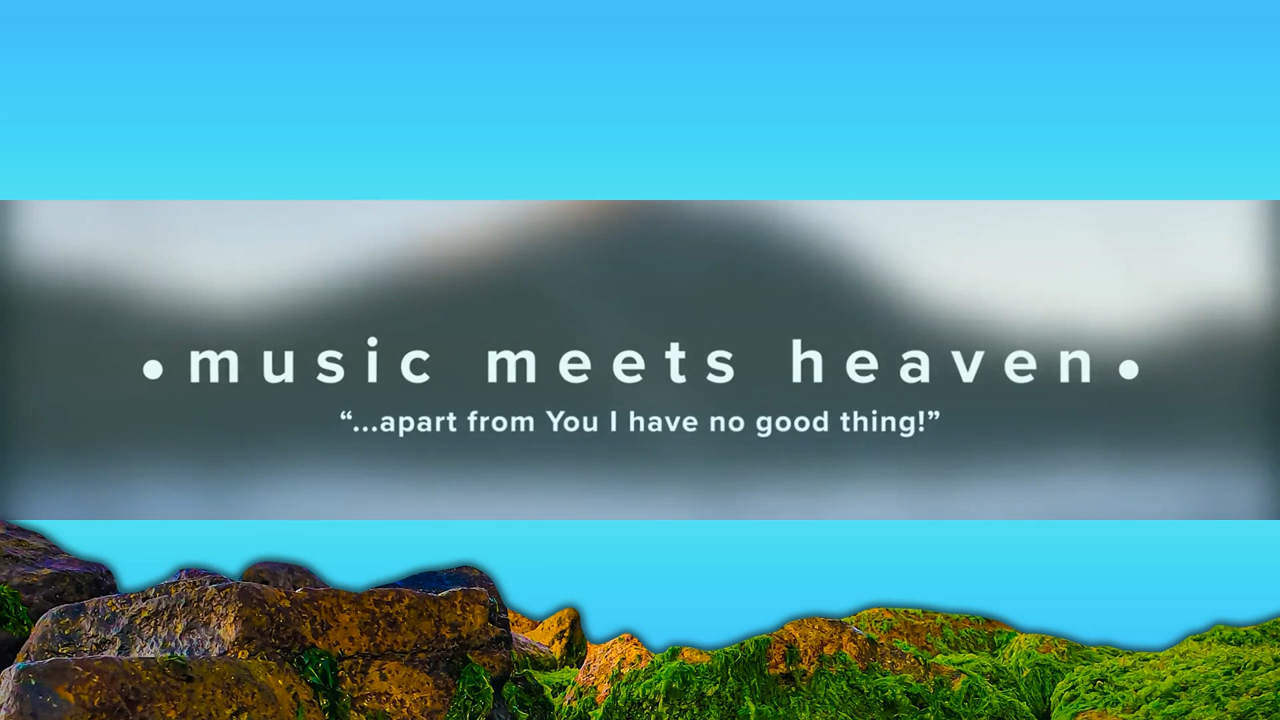 • music meets heaven •
“...apart from You I have no good thing!”